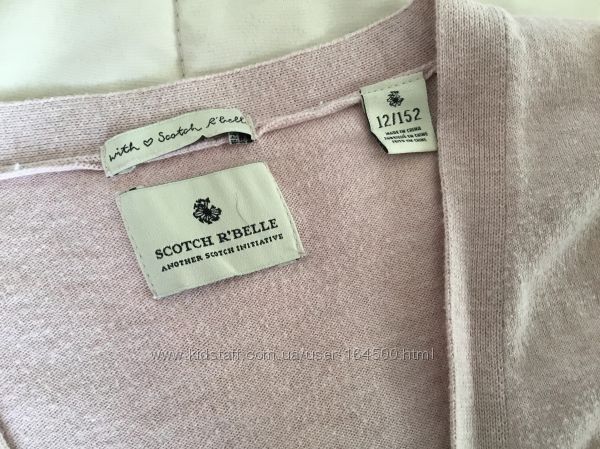 with ♡ Scotch R'belle
12/152
MADE IN CHINA
SCOTCH R'BELLE
ANOTHER SCOTCH INITIATIVE
www.kidstaff.com.ua/user-164500.html